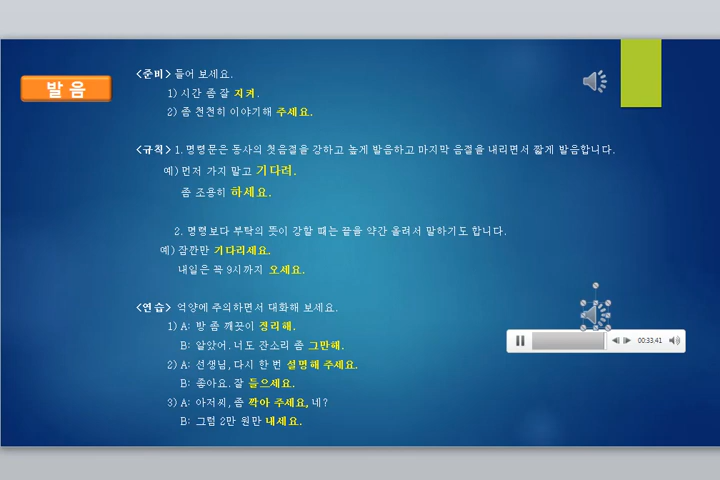 발 음
<준비> 들어 보세요.
1) 시간 좀 잘 지켜.
2) 좀 천천히 이야기해 주세요.
<규칙> 1. 명령문은 동사의 첫음절을 강하고 높게 발음하고 마지막 음절을 내리면서 짧게 발음합니다.
예) 먼저 가지 말고 기다려.
좀 조용히 하세요.
2. 명령보다 부탁의 뜻이 강할 때는 끝을 약간 올려서 말하기도 합니다.
예) 잠깐만 기다리세요.
내일은 꼭 9시까지 오세요.
<연습> 억양에 주의하면서 대화해 보세요.
1) A: 방 좀 깨끗이 정리해.
B: 알았어. 너도 잔소리 좀 그만해.
2) A: 선생님, 다시 한 번 설명해 주세요.
B: 좋아요. 잘 들으세요.
3) A: 아저씨, 좀 깎아 주세요, 네?
B: 그럼 2만 원만 내세요.
00:33.41